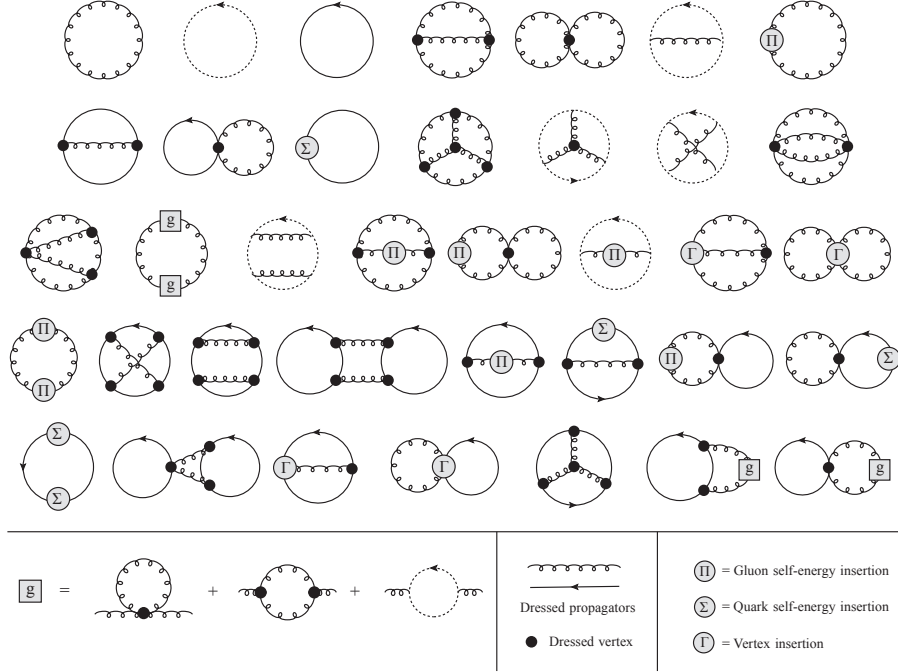 Π
Σ
g
g
Π
Π
Π
Γ
Γ
Π
Π
Π
Σ
Π
Σ
Σ
Σ
Γ
Γ
g
g
g = + +
Dressed propagators
Dressed vertex
Π = Gluon self-energy insertion
Σ = Quark self-energy insertion
Γ = Vertex insertion